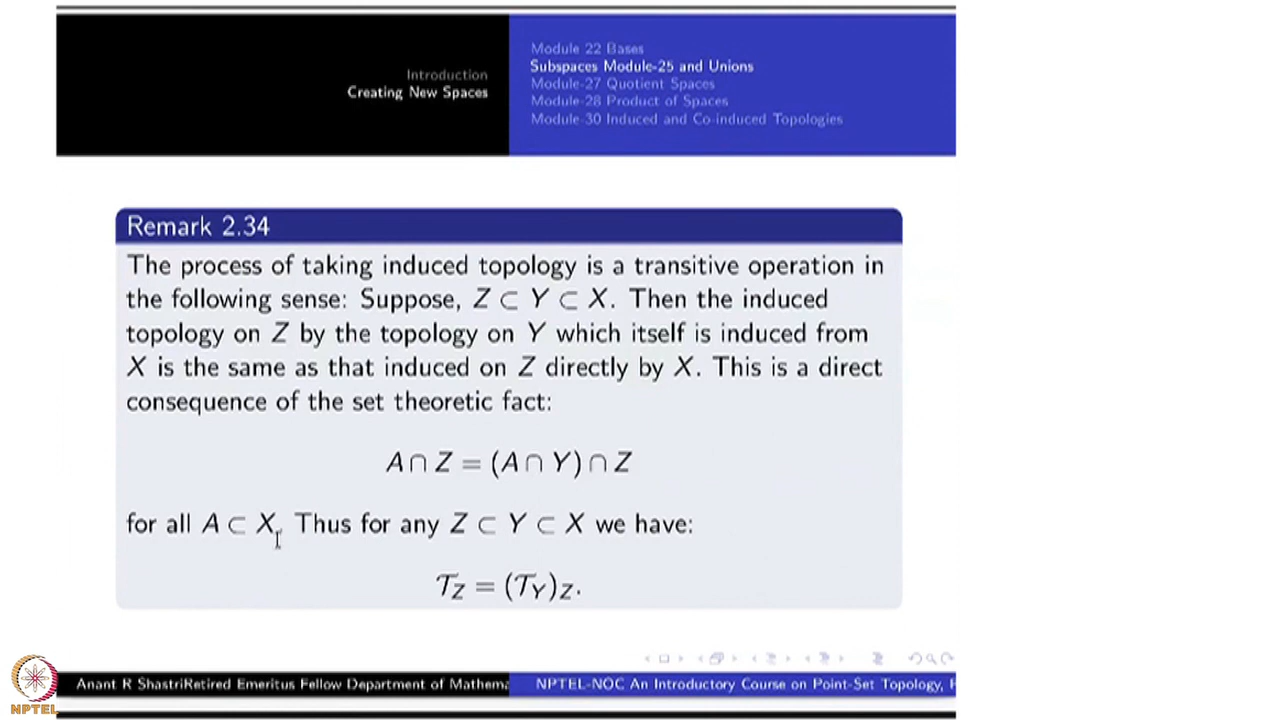 Introduction
Creating New Spaces
Module 22 Bases
Subspaces Module-25 and Unions
Module-27 Quotient Spaces
Module-28 Product of Spaces
Module-30 Induced and Co-induced Topologies
Remark 2.34
The process of taking induced topology is a transitive operation in
the following sense: Suppose, Z ⊂ Y ⊂ X. Then the induced
topology on Z by the topology on Y which itself is induced from
X is the same as that induced on Z directly by X. This is a direct
consequence of the set theoretic fact:
A ∩ Z = (A ∩ Y) ∩ Z
for all A ⊂ X. Thus for any Z ⊂ Y ⊂ X we have:
𝒯_Z = (𝒯_Y)_Z.
Anant R ShastriRetired Emeritus Fellow Department of Mathema
NPTEL-NOC An Introductory Course on Point-Set Topology,
NPTEL